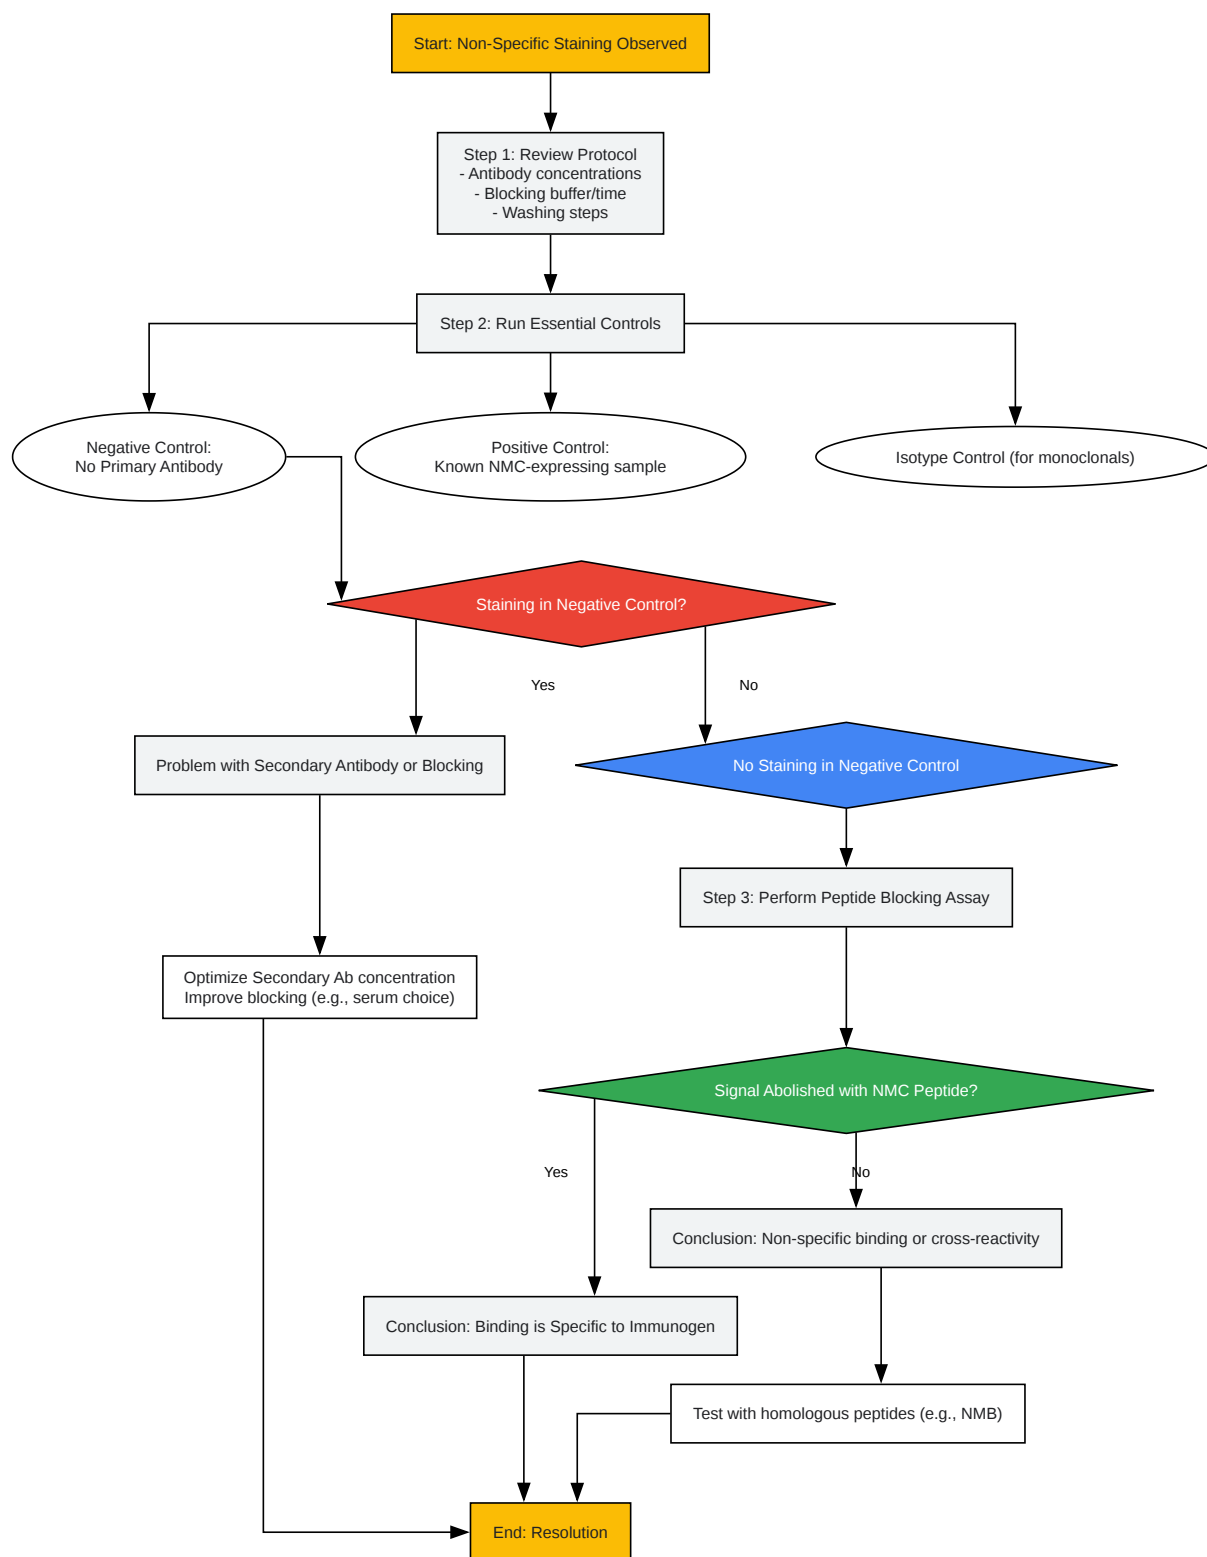 Start: Non-Specific Staining Observed
Step 1: Review Protocol
- Antibody concentrations
- Blocking buffer/time
- Washing steps
Step 2: Run Essential Controls
Negative Control:
No Primary Antibody
Positive Control:
Known NMC-expressing sample
Isotype Control (for monoclonals)
Staining in Negative Control?
Yes
No
Problem with Secondary Antibody or Blocking
No Staining in Negative Control
Step 3: Perform Peptide Blocking Assay
Optimize Secondary Ab concentration
Improve blocking (e.g., serum choice)
Signal Abolished with NMC Peptide?
Yes
No
Conclusion: Non-specific binding or cross-reactivity
Conclusion: Binding is Specific to Immunogen
Test with homologous peptides (e.g., NMB)
End: Resolution